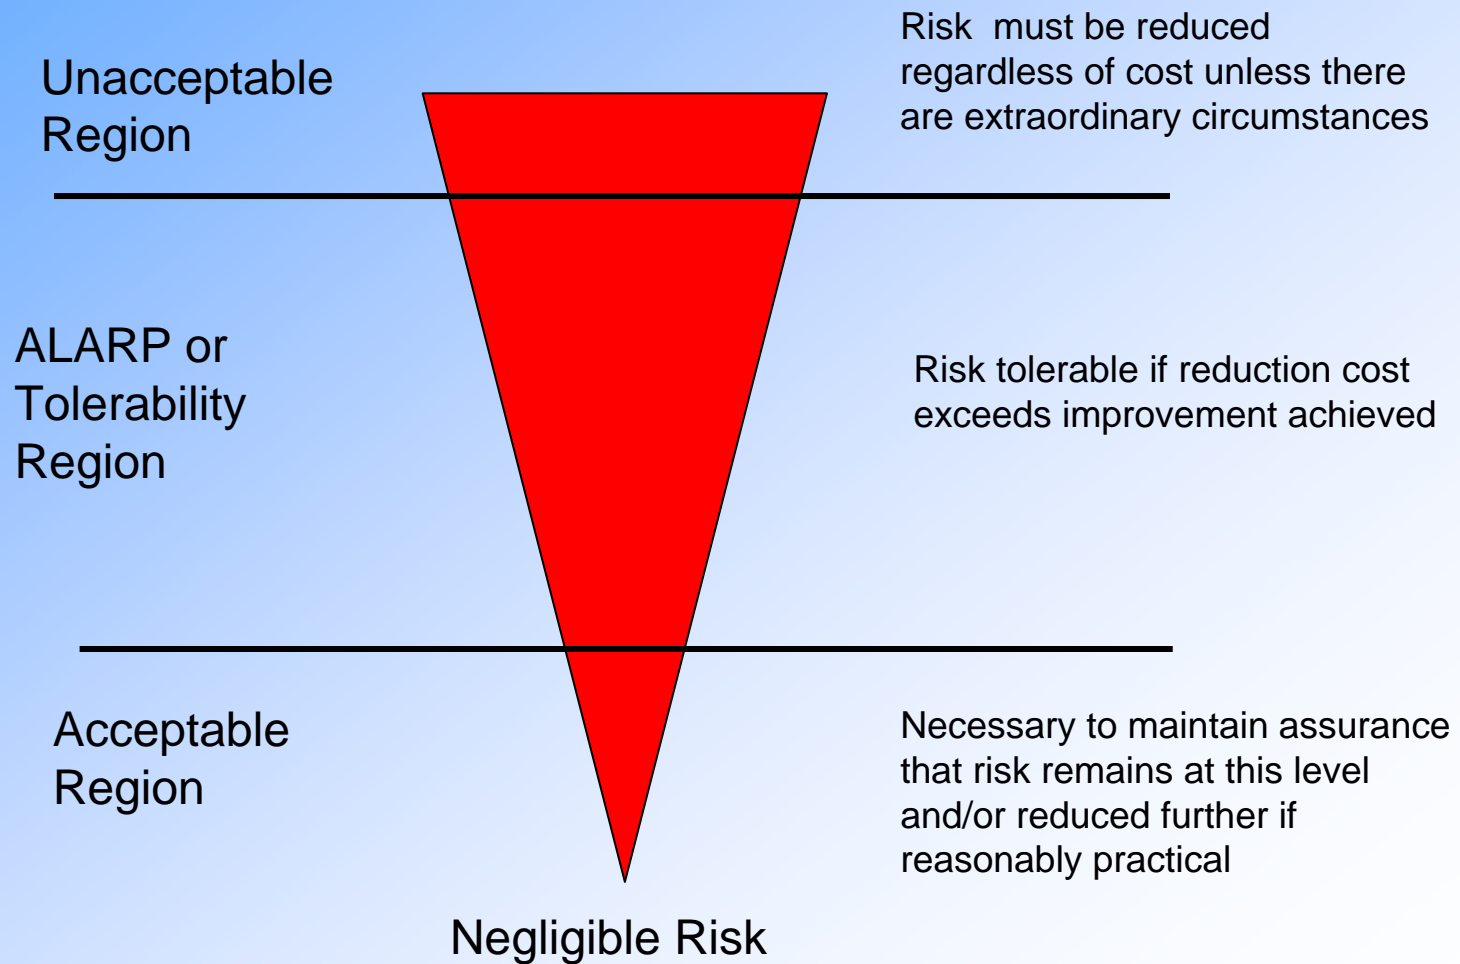 Unacceptable
Region
Risk  must be reduced
regardless of cost unless there
are extraordinary circumstances
ALARP or
Tolerability
Region
Risk tolerable if reduction cost
exceeds improvement achieved
Acceptable
Region
Necessary to maintain assurance
that risk remains at this level
and/or reduced further if
reasonably practical
Negligible Risk